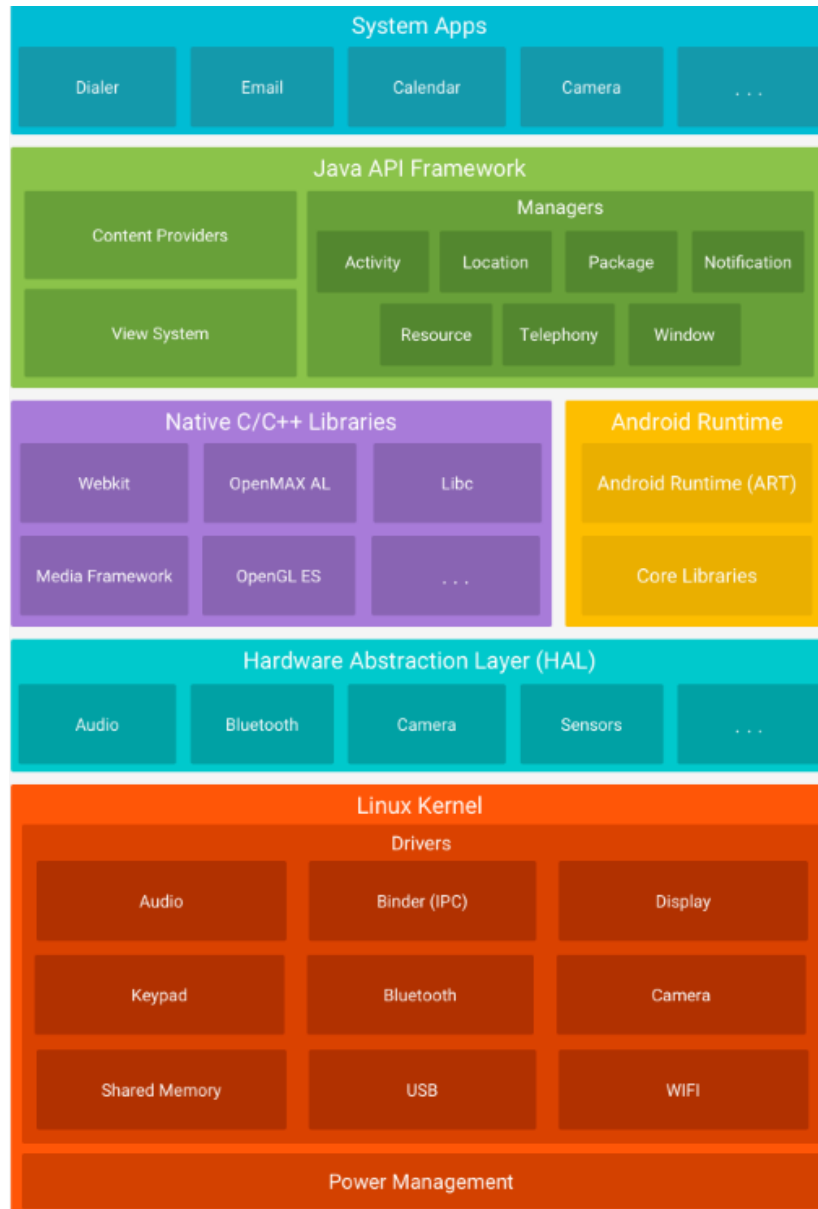 System Apps
Dialer
Email
Calendar
Camera
. . .
Java API Framework
Content Providers
View System
Managers
Activity
Location
Package
Notification
Resource
Telephony
Window
Native C/C++ Libraries
Webkit
OpenMAX AL
Libc
Media Framework
OpenGL ES
. . .
Android Runtime
Android Runtime (ART)
Core Libraries
Hardware Abstraction Layer (HAL)
Audio
Bluetooth
Camera
Sensors
. . .
Linux Kernel
Drivers
Audio
Binder (IPC)
Display
Keypad
Bluetooth
Camera
Shared Memory
USB
WIFI
Power Management